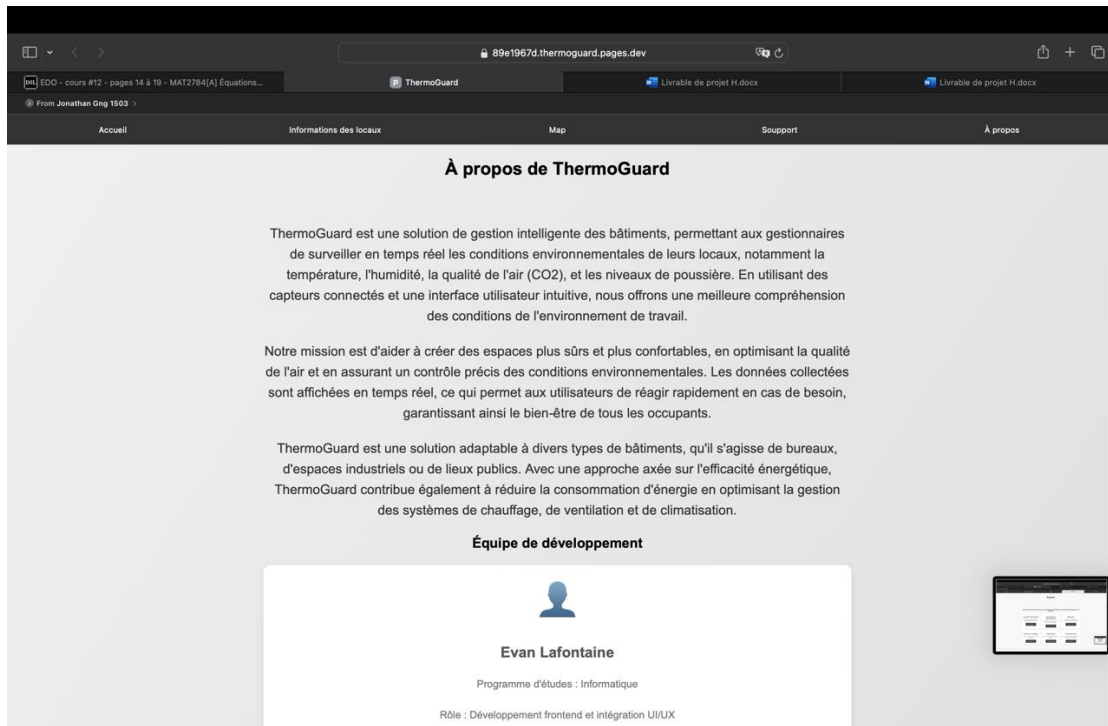 89e1967d.thermoguard.pages.dev
EDO - cours #12 - pages 14 à 19 - MAT2784[A] Équations...
P ThermoGuard
Livrable de projet H.docx
Livrable de projet H.docx
From Jonathan Gng 1503 >
Accueil
Informations des locaux
Map
Soupport
À propos
À propos de ThermoGuard
ThermoGuard est une solution de gestion intelligente des bâtiments, permettant aux gestionnaires
de surveiller en temps réel les conditions environnementales de leurs locaux, notamment la
température, l'humidité, la qualité de l'air (CO2), et les niveaux de poussière. En utilisant des
capteurs connectés et une interface utilisateur intuitive, nous offrons une meilleure compréhension
des conditions de l'environnement de travail.
Notre mission est d'aider à créer des espaces plus sûrs et plus confortables, en optimisant la qualité
de l'air et en assurant un contrôle précis des conditions environnementales. Les données collectées
sont affichées en temps réel, ce qui permet aux utilisateurs de réagir rapidement en cas de besoin,
garantissant ainsi le bien-être de tous les occupants.
ThermoGuard est une solution adaptable à divers types de bâtiments, qu'il s'agisse de bureaux,
d'espaces industriels ou de lieux publics. Avec une approche axée sur l'efficacité énergétique,
ThermoGuard contribue également à réduire la consommation d'énergie en optimisant la gestion
des systèmes de chauffage, de ventilation et de climatisation.
Équipe de développement
Evan Lafontaine
Programme d'études : Informatique
Rôle : Développement frontend et intégration UI/UX